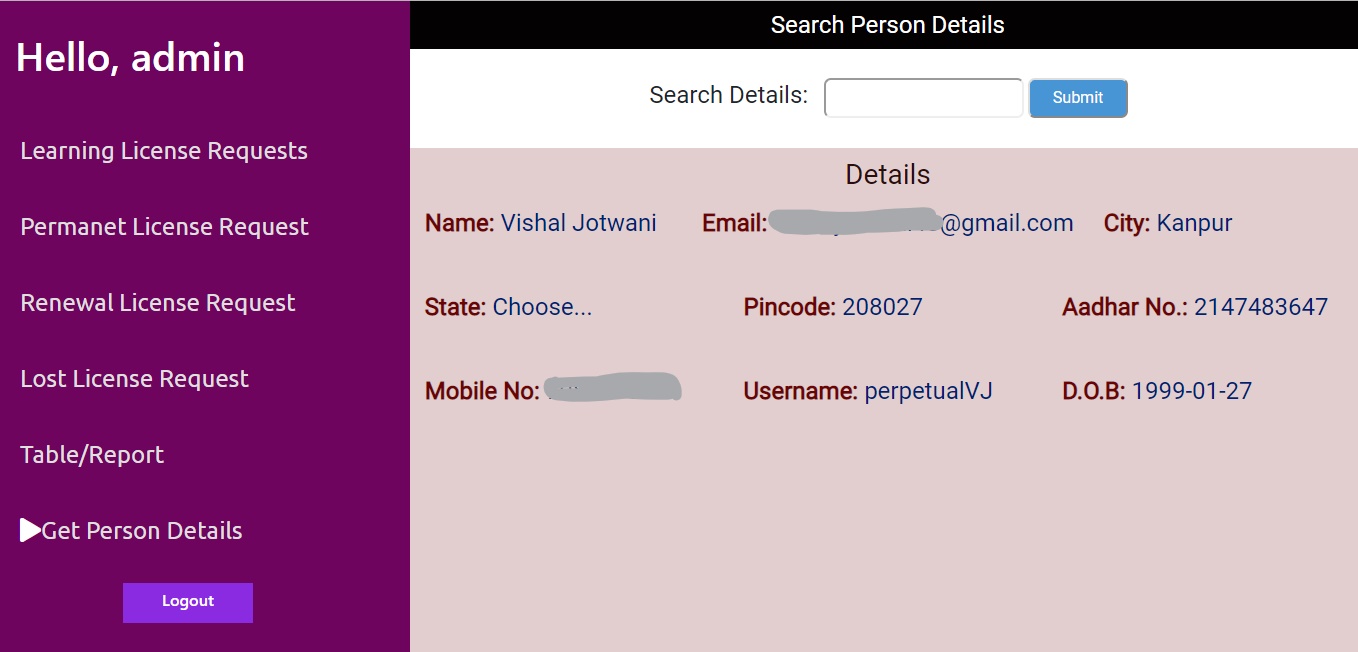 Hello, admin
Learning License Requests
Permanet License Request
Renewal License Request
Lost License Request
Table/Report
Get Person Details
Logout
Search Person Details
Search Details: Submit
Details
Name: Vishal Jotwani Email: @gmail.com City: Kanpur
State: Choose... Pincode: 208027 Aadhar No.: 2147483647
Mobile No: Username: perpetualVJ D.O.B: 1999-01-27